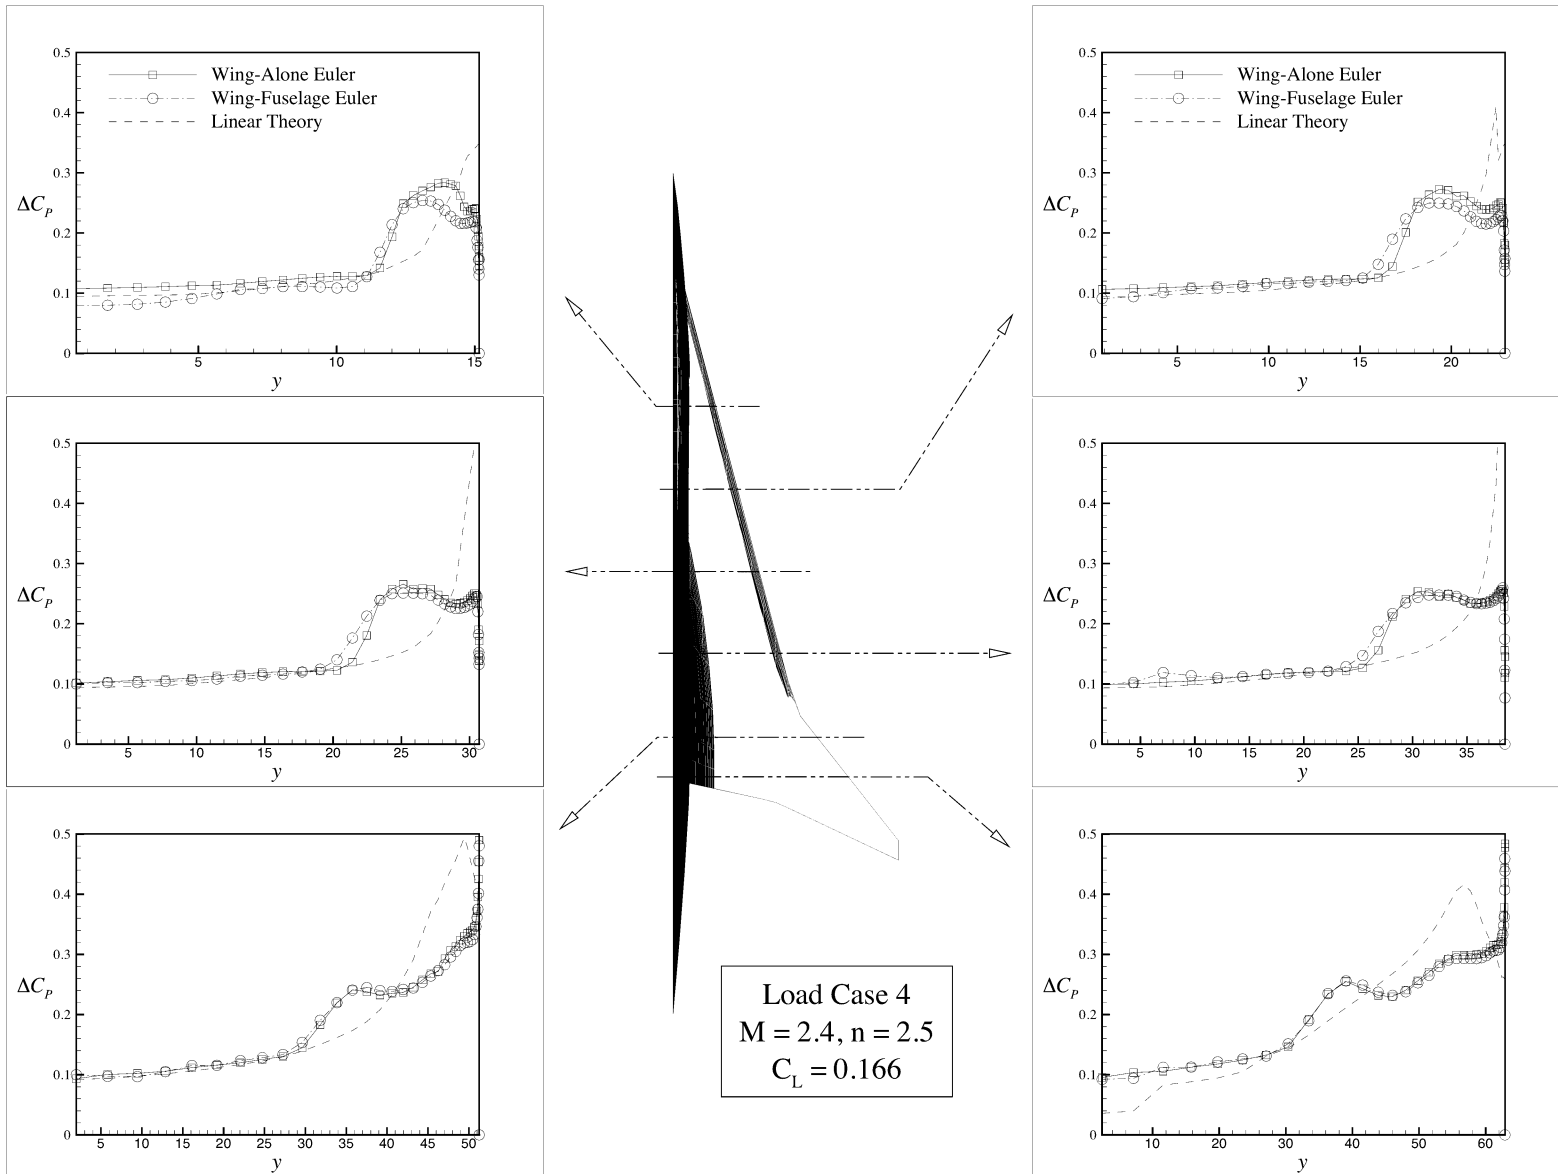 0.5
Wing-Alone Euler
Wing-Fuselage Euler
0.4
Linear Theory
0.3
ΔC_P
0.2
0.1
0
5 10 15
y
0.5
Wing-Alone Euler
Wing-Fuselage Euler
0.4
Linear Theory
0.3
ΔC_P
0.2
0.1
0
5 10 15 20
y
0.5
0.4
0.3
ΔC_P
0.2
0.1
0
5 10 15 20 25 30
y
0.5
0.4
0.3
ΔC_P
0.2
0.1
0
5 10 15 20 25 30 35
y
0.5
0.4
0.3
ΔC_P
0.2
0.1
0
5 10 15 20 25 30 35 40 45 50
y
Load Case 4
M = 2.4, n = 2.5
C_L = 0.166
0.5
0.4
0.3
ΔC_P
0.2
0.1
0
10 20 30 40 50 60
y